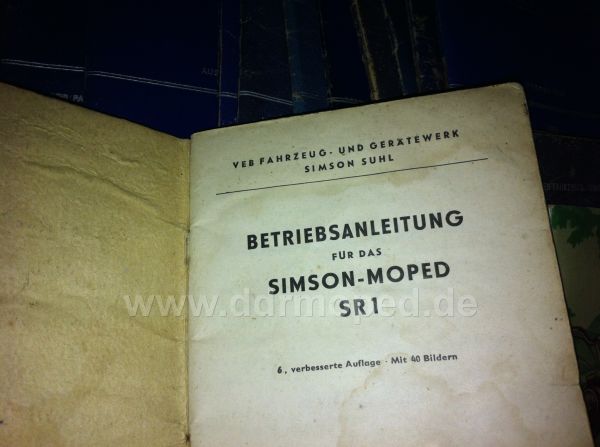 VEB FAHRZEUG- UND GERÄTEWERK
SIMSON SUHL
BETRIEBSANLEITUNG
FÜR DAS
SIMSON-MOPED
SR1
6., verbesserte Auflage · Mit 40 Bildern
www.ddrmoped.de